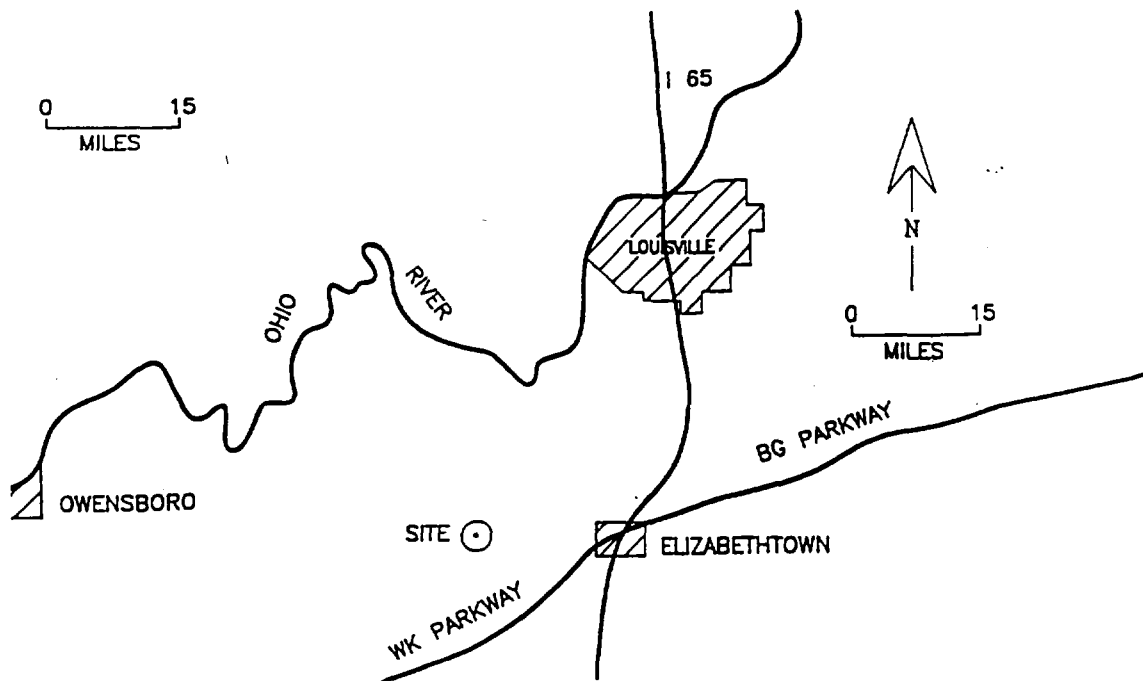 I 65
0 15
MILES
N
LOUISVILLE
RIVER
OHIO
0 15
MILES
BG PARKWAY
OWENSBORO
SITE
ELIZABETHTOWN
WK PARKWAY